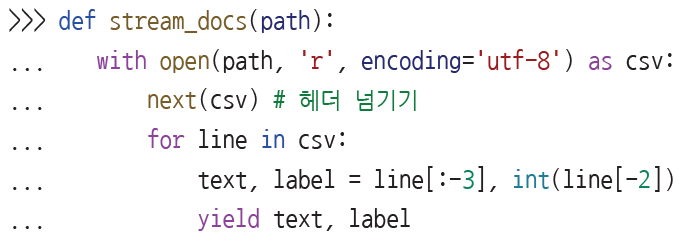 >>> def stream_docs(path):
...    with open(path, 'r', encoding='utf-8') as csv:
...        next(csv) # 헤더 넘기기
...        for line in csv:
...            text, label = line[:-3], int(line[-2])
...            yield text, label